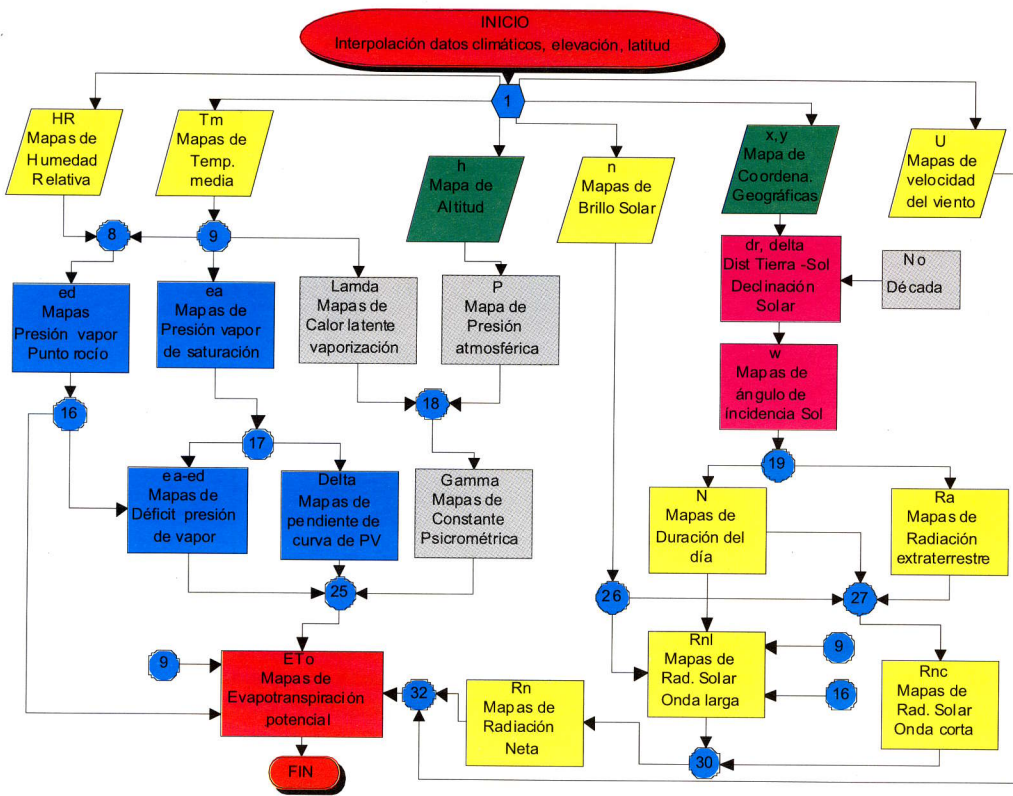 INICIO
Interpolación datos climáticos, elevación, latitud
1
HR
Mapas de
Humedad
Relativa
Tm
Mapas de
Temp.
media
h
Mapa de
Altitud
n
Mapas de
Brillo Solar
x,y
Mapa de
Coordena.
Geográficas
U
Mapas de
velocidad
del viento
8
9
ed
Mapas
Presión vapor
Punto rocío
ea
Mapas de
Presión vapor
de saturación
Lamda
Mapas de
Calor latente
vaporización
P
Mapa de
Presión
atmosférica
dr, delta
Dist Tierra -Sol
Declinación
Solar
No
Década
w
Mapas de
ángulo de
incidencia Sol
16
17
18
19
ea-ed
Mapas de
Déficit presión
de vapor
Delta
Mapas de
pendiente de
curva de PV
Gamma
Mapas de
Constante
Psicrométrica
N
Mapas de
Duración del
día
Ra
Mapas de
Radiación
extraterrestre
25
26
27
9
ETo
Mapas de
Evapotranspiración
potencial
32
Rn
Mapas de
Radiación
Neta
Rnl
Mapas de
Rad. Solar
Onda larga
9
16
Rnc
Mapas de
Rad. Solar
Onda corta
30
FIN